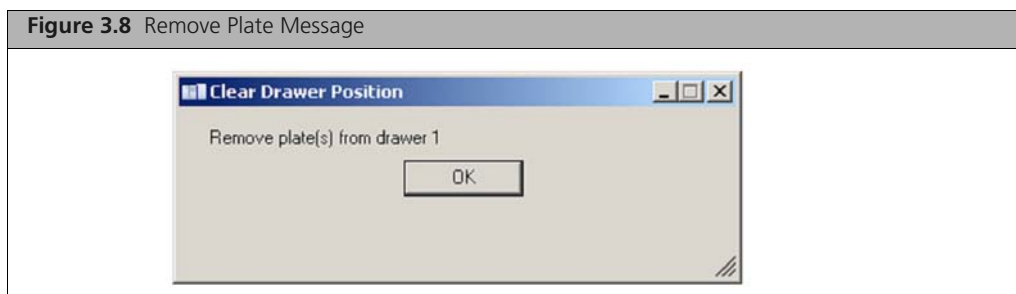 Figure 3.8 Remove Plate Message
Clear Drawer Position
Remove plate(s) from drawer 1
OK